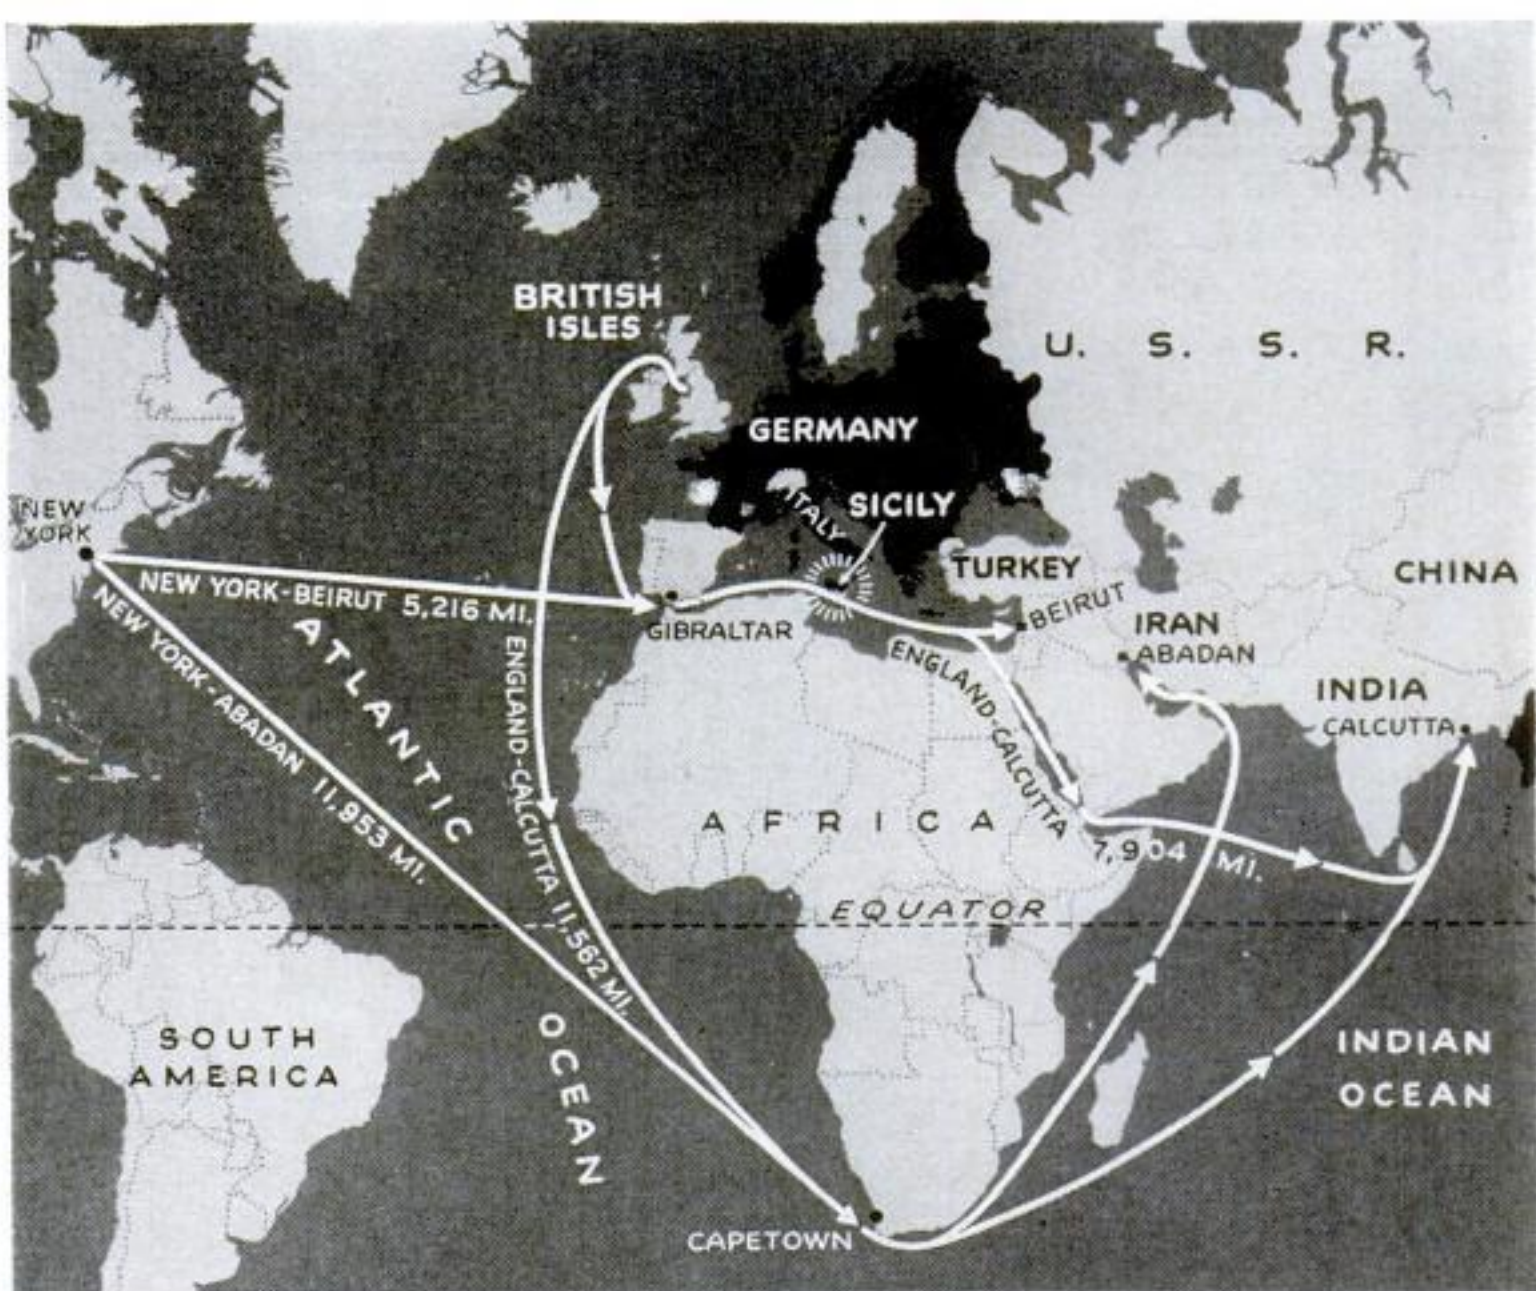 BRITISH
ISLES
U. S. S. R.
GERMANY
ITALY
SICILY
NEW
YORK
TURKEY
CHINA
NEW YORK-BEIRUT 5,216 MI.
GIBRALTAR
BEIRUT
IRAN
ABADAN
NEW YORK-ABADAN 11,953 MI.
ATLANTIC
OCEAN
ENGLAND-CALCUTTA 11,562 MI.
ENGLAND-CALCUTTA 7,904 MI.
INDIA
CALCUTTA
AFRICA
EQUATOR
SOUTH
AMERICA
INDIAN
OCEAN
CAPETOWN